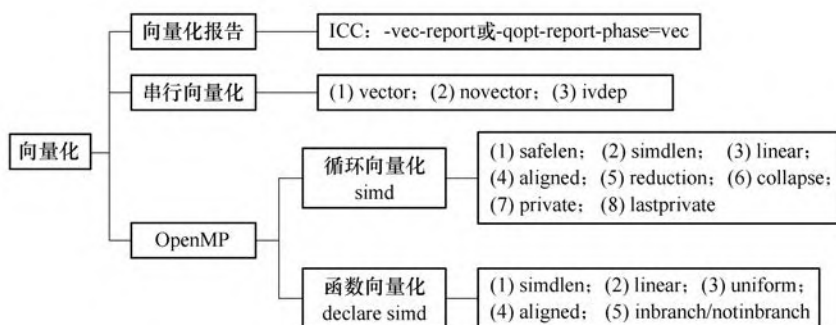 向量化报告
ICC：-vec-report或-qopt-report-phase=vec
串行向量化
(1) vector；(2) novector；(3) ivdep
向量化
循环向量化
simd
(1) safelen； (2) simdlen； (3) linear；
(4) aligned；(5) reduction；(6) collapse；
(7) private；(8) lastprivate
OpenMP
函数向量化
declare simd
(1) simdlen；(2) linear；(3) uniform；
(4) aligned；(5) inbranch/notinbranch